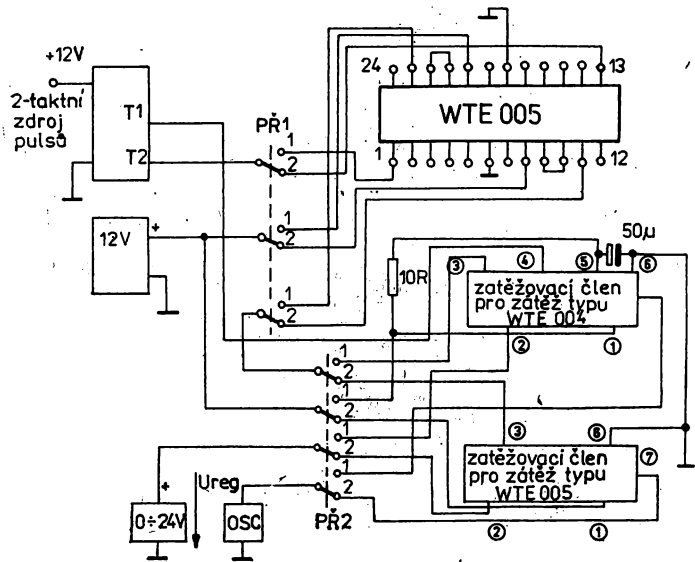 +12V
2-taktní
zdroj
pulsů
T1
T2
PŘ1
1
2
1
2
1
2
24
13
WTE 005
1
12
+
12V
50μ
10R
③
④
⑤
⑥
zatěžovací člen
pro zátěž typu
WTE 004
②
①
1
2
1
2
1
2
1
2
③
⑥
⑦
zatěžovací člen
pro zátěž typu
WTE 005
②
①
+
Ureg
0÷24V
OSC
PŘ2